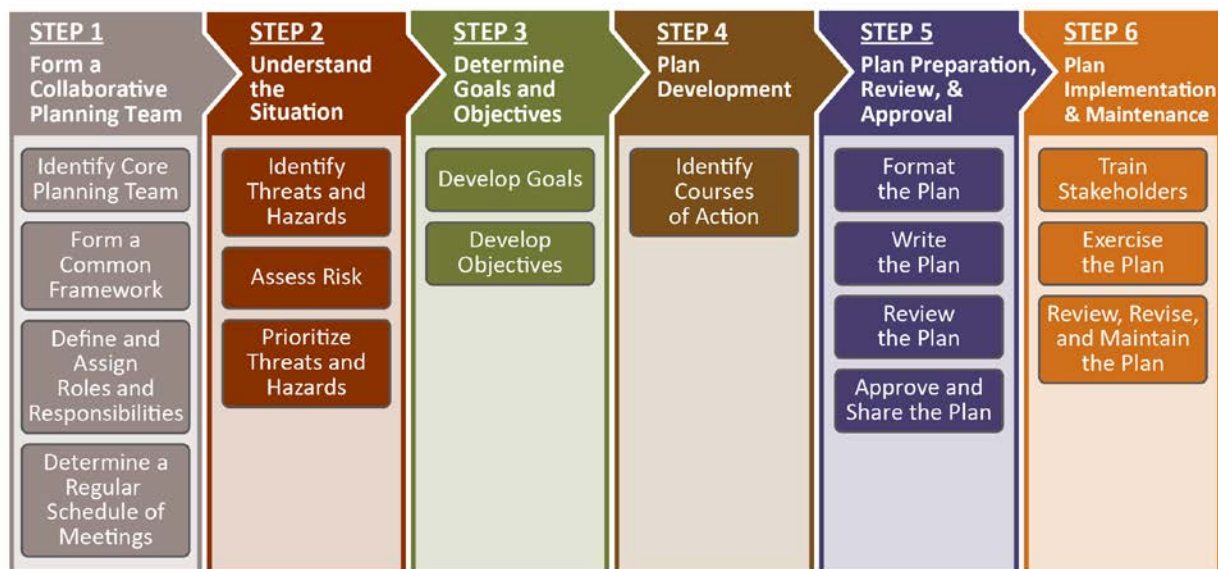 STEP 1
Form a
Collaborative
Planning Team
Identify Core
Planning Team
Form a
Common
Framework
Define and
Assign
Roles and
Responsibilities
Determine a
Regular
Schedule of
Meetings
STEP 2
Understand
the
Situation
Identify
Threats and
Hazards
Assess Risk
Prioritize
Threats and
Hazards
STEP 3
Determine
Goals and
Objectives
Develop Goals
Develop
Objectives
STEP 4
Plan
Development
Identify
Courses
of Action
STEP 5
Plan Preparation,
Review, &
Approval
Format
the Plan
Write
the Plan
Review
the Plan
Approve and
Share the Plan
STEP 6
Plan
Implementation
& Maintenance
Train
Stakeholders
Exercise
the Plan
Review, Revise,
and Maintain
the Plan